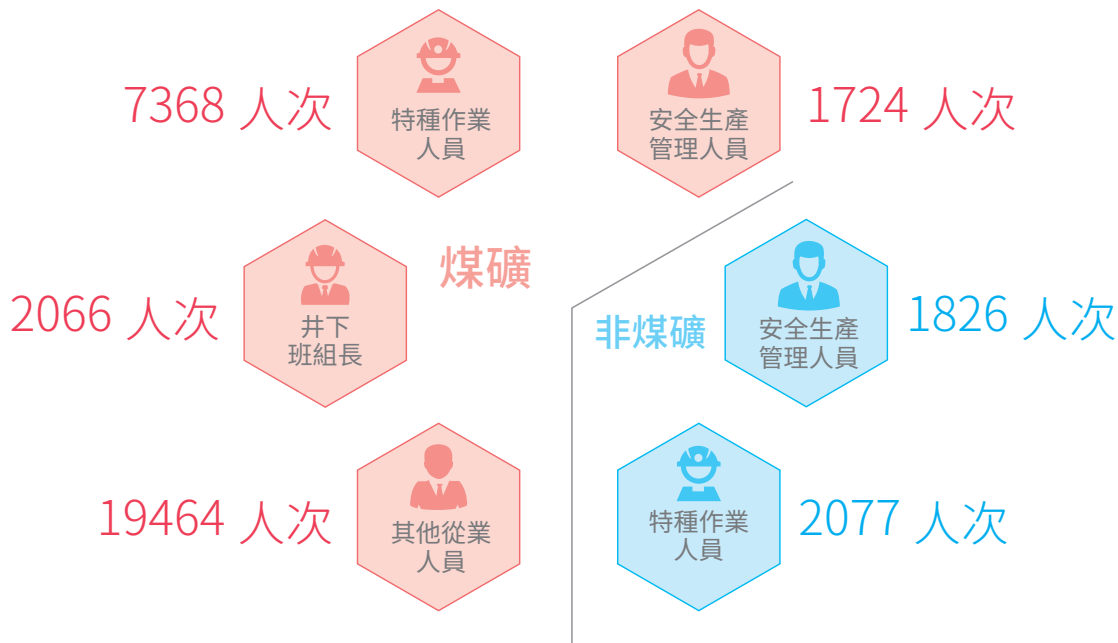 7368 人次
特種作業
人員
安全生產
管理人員
1724 人次
2066 人次
井下
班組長
煤礦
非煤礦
安全生產
管理人員
1826 人次
19464 人次
其他從業
人員
特種作業
人員
2077 人次